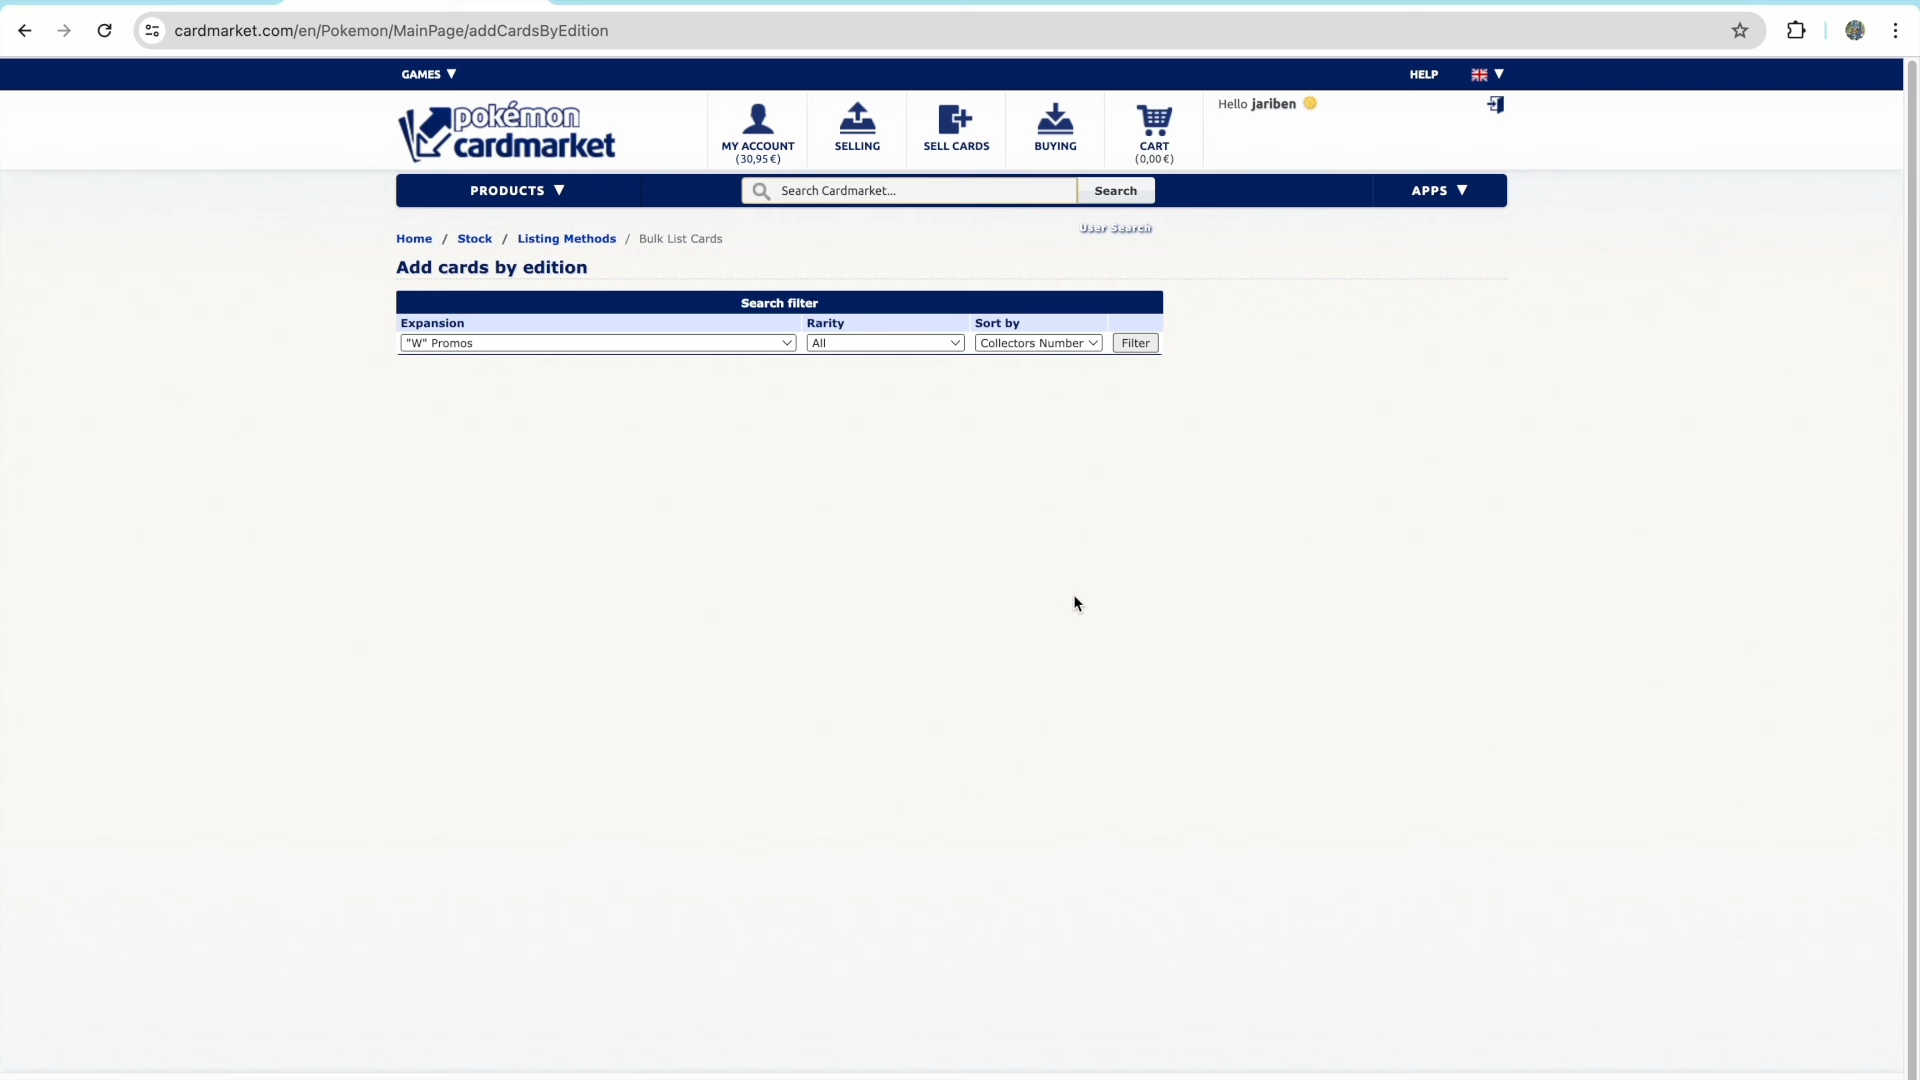 cardmarket.com/en/Pokemon/MainPage/addCardsByEdition
GAMES ▼
HELP
▼
pokémon
cardmarket
MY ACCOUNT
(30,95 €)
SELLING
SELL CARDS
BUYING
CART
(0,00 €)
Hello jariben
PRODUCTS ▼
Search Cardmarket...
Search
APPS ▼
User Search
Home / Stock / Listing Methods / Bulk List Cards
Add cards by edition
Search filter
Expansion Rarity Sort by
"W" Promos All Collectors Number Filter